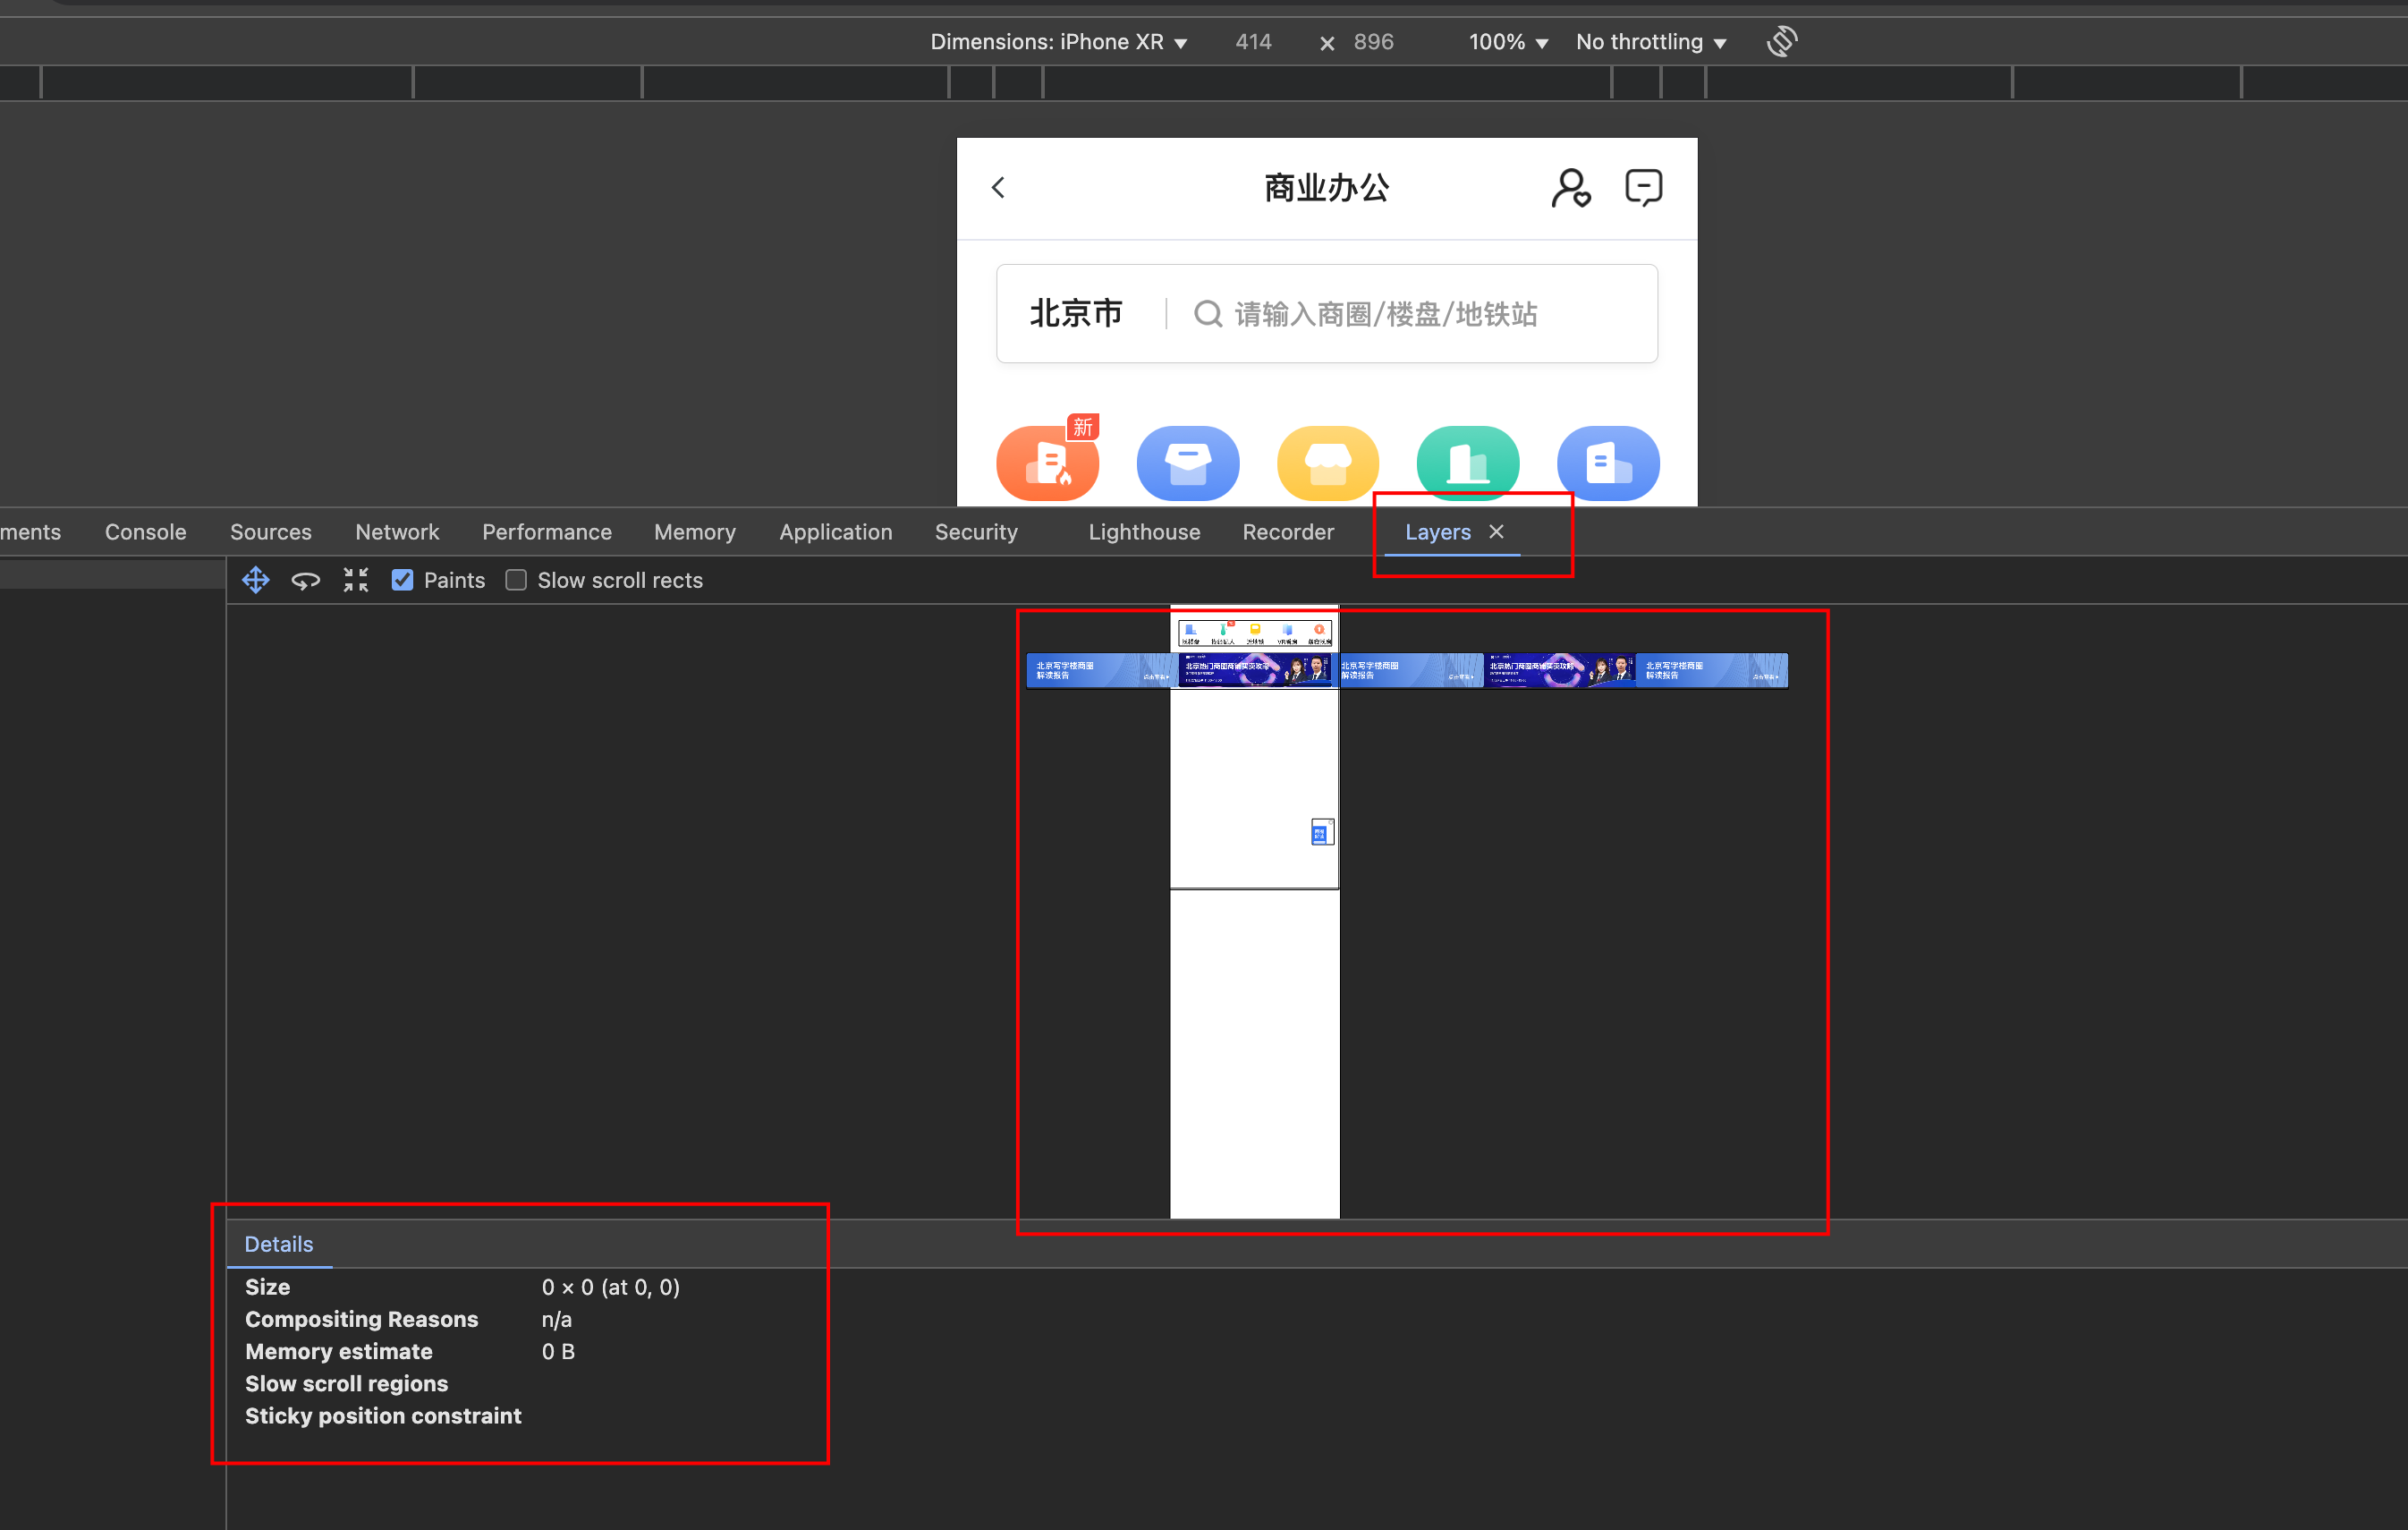 Dimensions: iPhone XR ▼ 414 × 896 100% ▼ No throttling ▼
商业办公
北京市 请输入商圈/楼盘/地铁站
新
ments Console Sources Network Performance Memory Application Security Lighthouse Recorder Layers ×
Paints Slow scroll rects
北京写字楼商圈 北京热门商圈商铺买卖攻略 北京写字楼商圈 北京热门商圈商铺买卖攻略 北京写字楼商圈
解读报告 解读报告 解读报告
Details
Size 0 × 0 (at 0, 0)
Compositing Reasons n/a
Memory estimate 0 B
Slow scroll regions
Sticky position constraint